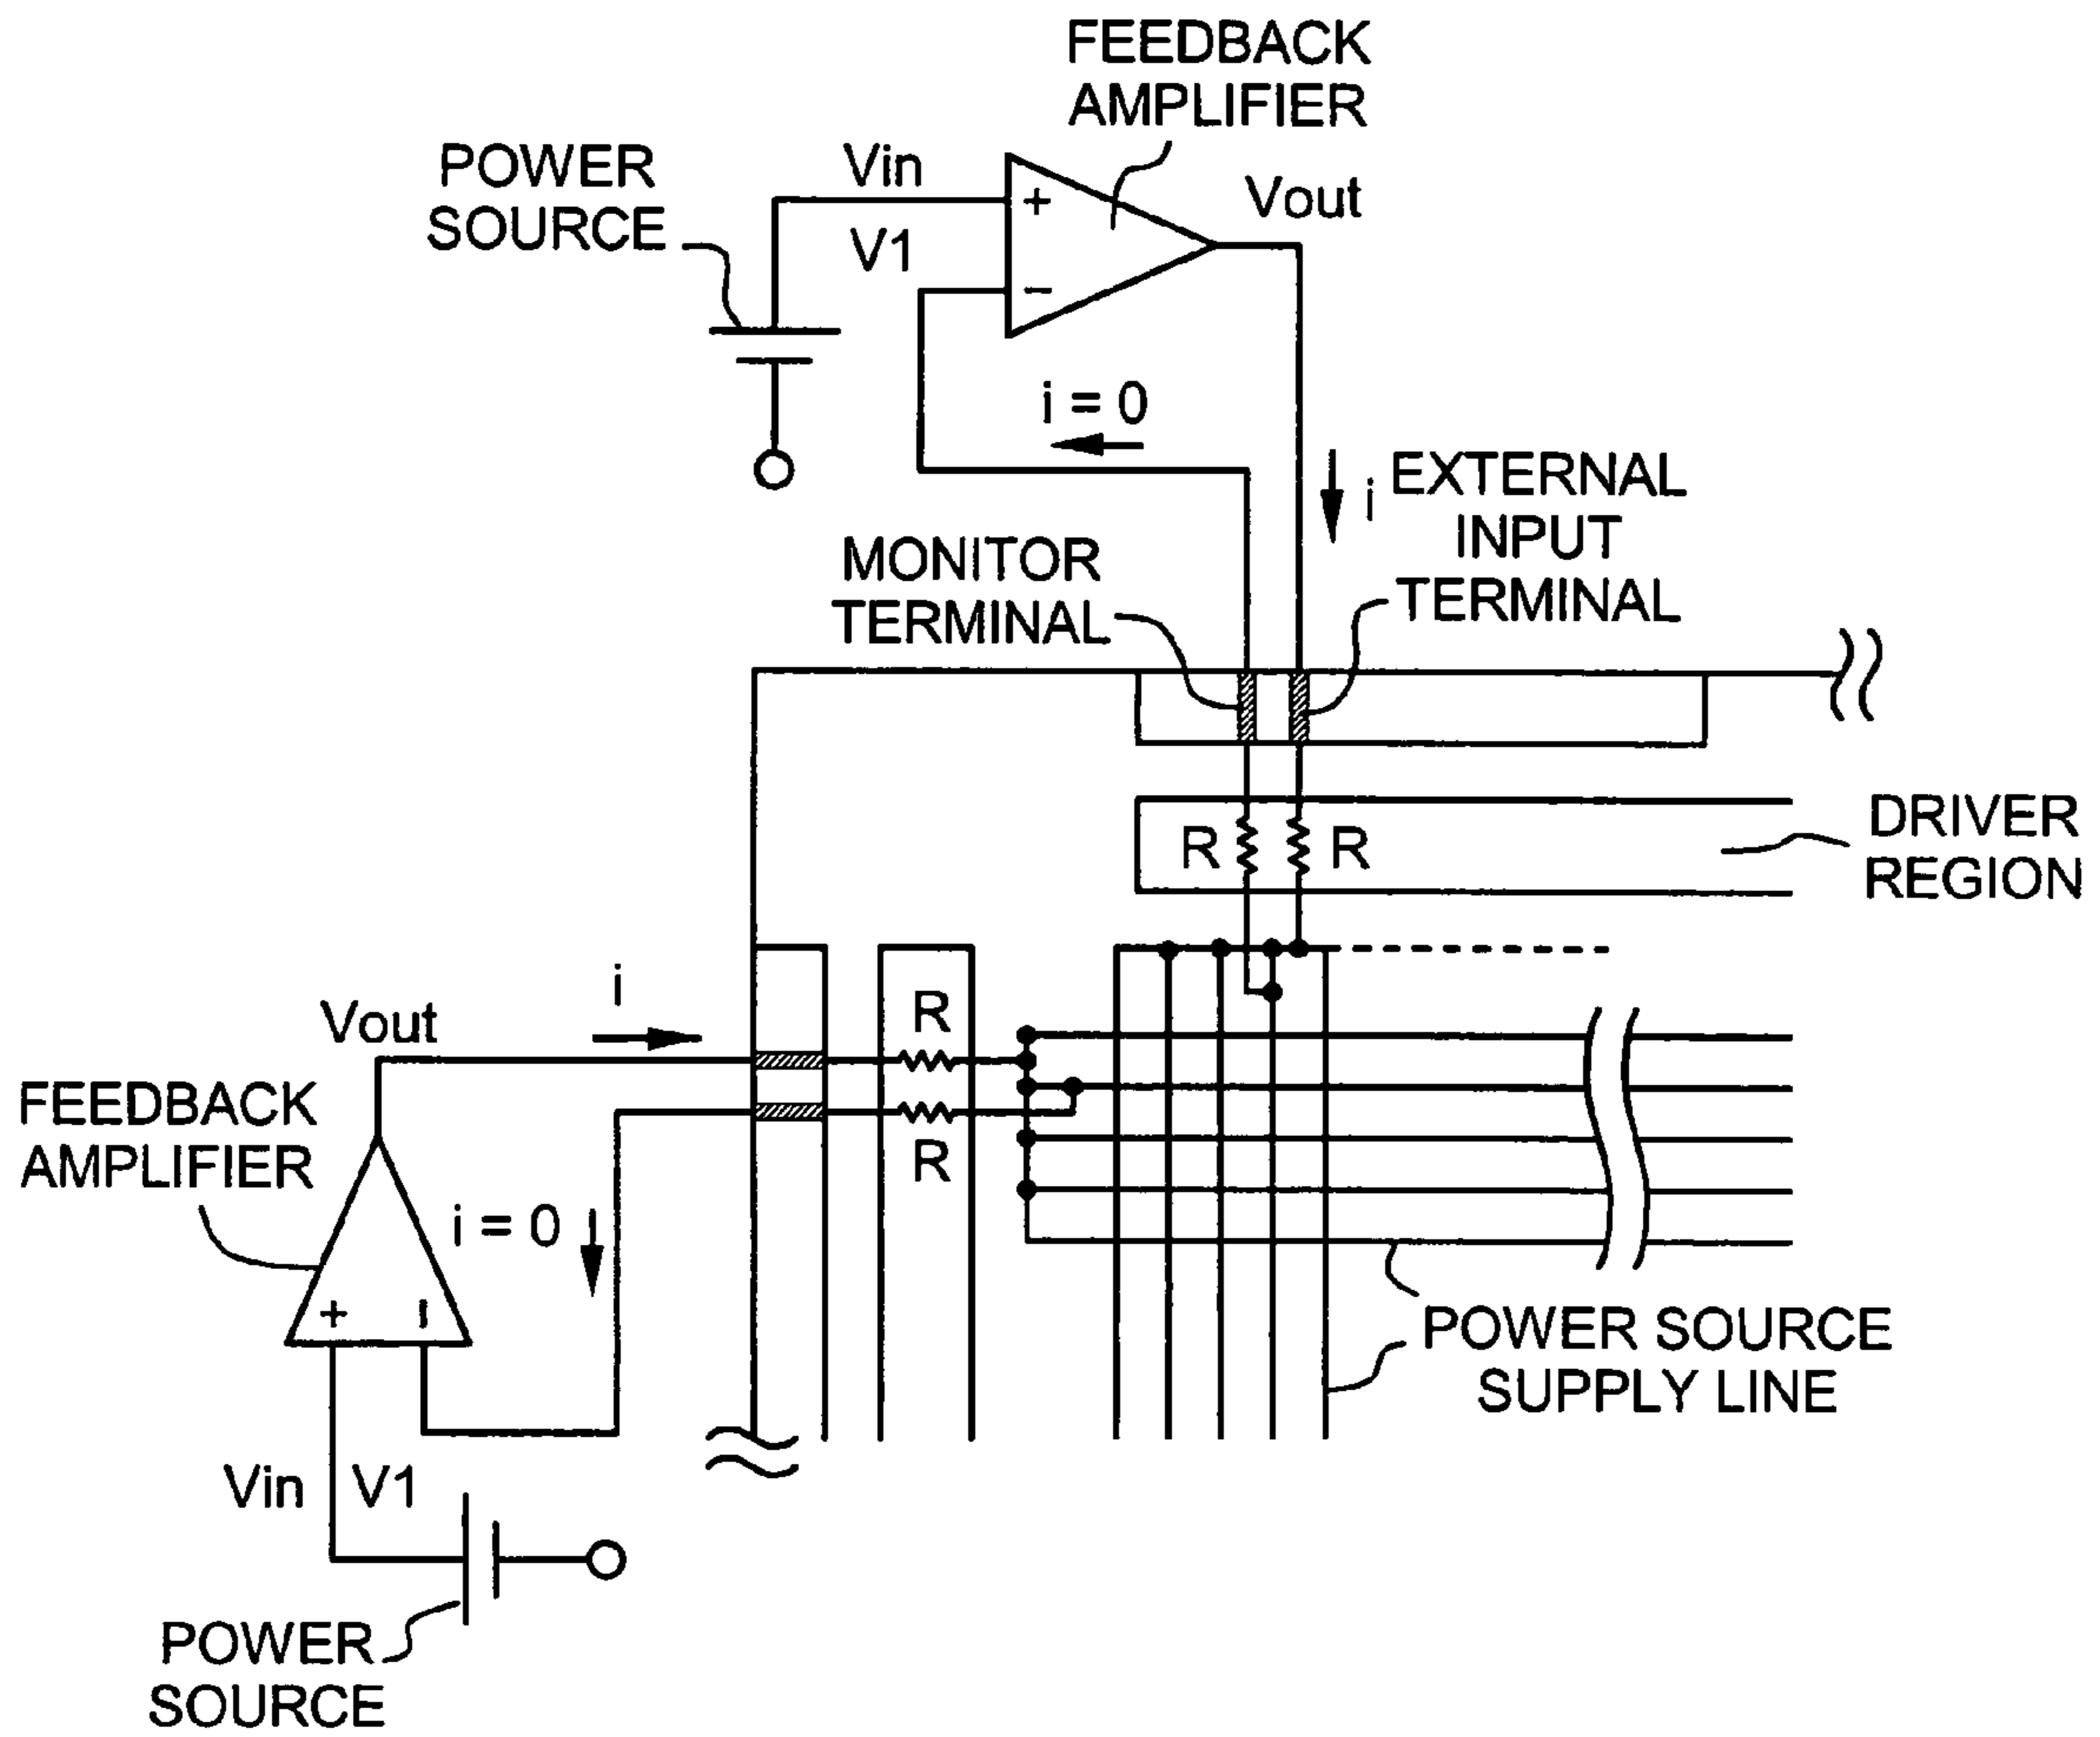 FEEDBACK
AMPLIFIER
POWER
SOURCE
Vin
V1
+
−
Vout
i = 0
i
EXTERNAL
INPUT
TERMINAL
MONITOR
TERMINAL
R
R
DRIVER
REGION
i
Vout
R
R
FEEDBACK
AMPLIFIER
i = 0
+
−
Vin
V1
POWER SOURCE
SUPPLY LINE
POWER
SOURCE